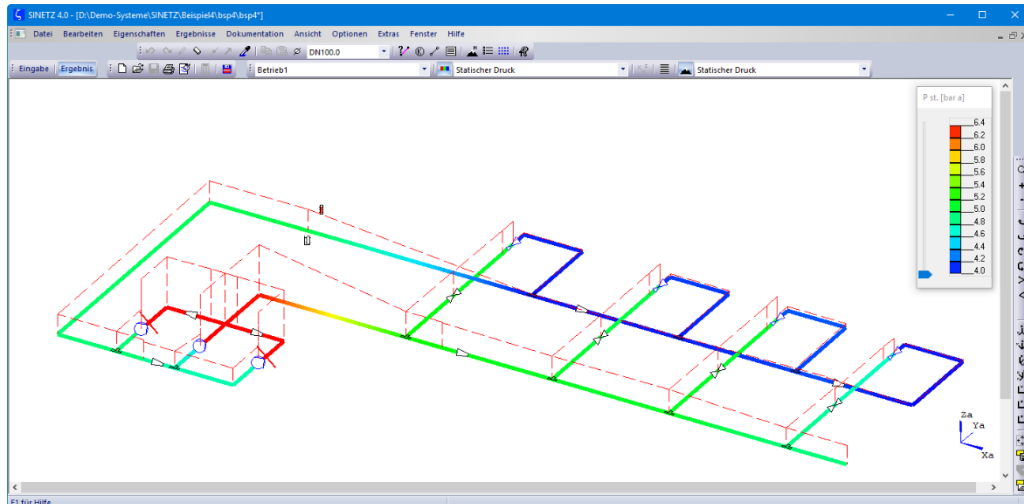 SINETZ 4.0 - [D:\Demo-Systeme\SINETZ\Beispiel4\bsp4\bsp4*]
Datei Bearbeiten Eigenschaften Ergebnisse Dokumentation Ansicht Optionen Extras Fenster Hilfe
DN100.0
Eingabe Ergebnis Betrieb1 Statischer Druck Statischer Druck
P st. [bar a]
6.4
6.2
6.0
5.8
5.6
5.4
5.2
5.0
4.8
4.6
4.4
4.2
4.0
Za
Ya
Xa
F1 für Hilfe